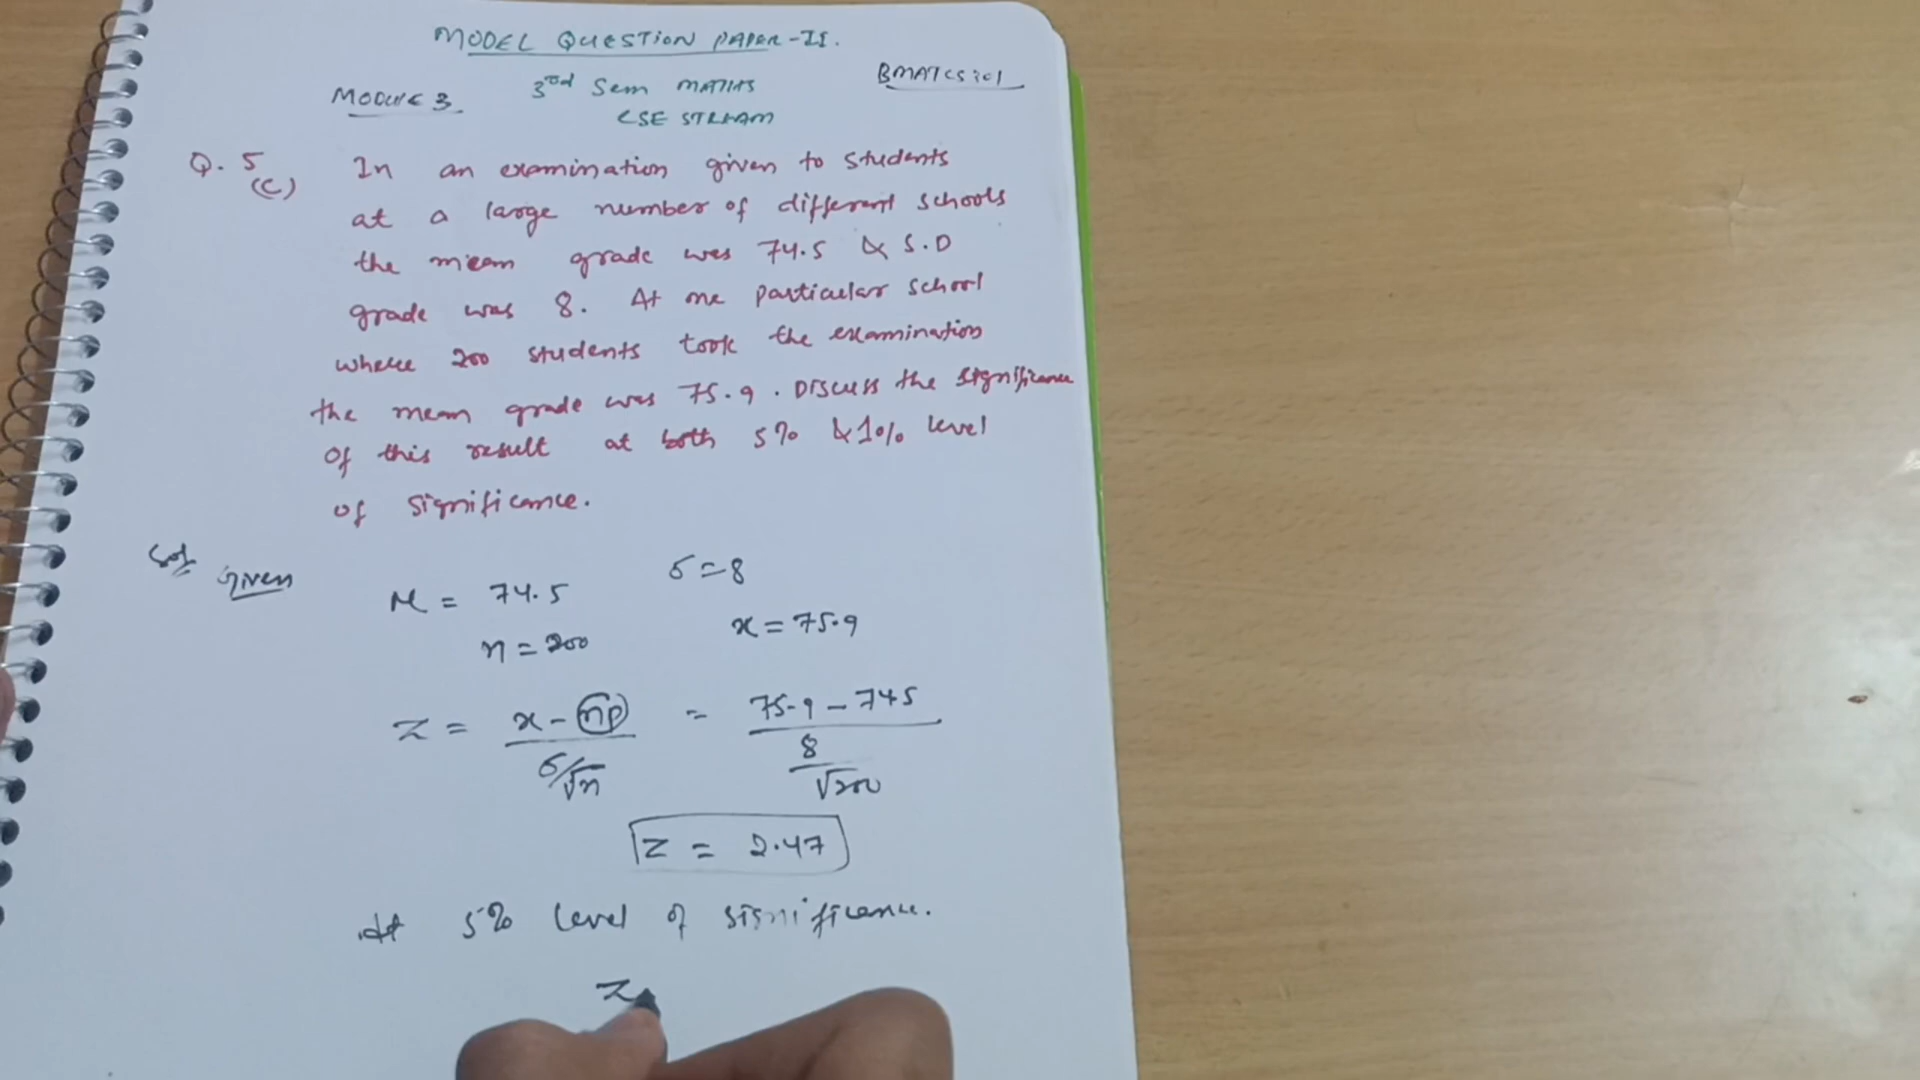 MODEL QUESTION PAPER-II.
MODULE 3.
3rd Sem MATHS
BMATCS301
CSE STREAM
Q. 5 (C) In an examination given to students
at a large number of different schools
the mean grade was 74.5 & S.D
grade was 8. At one particular school
where 200 students took the examination
the mean grade was 75.9. Discuss the significance
of this result at both 5% & 1% level
of significance.
Sol Given
M = 74.5 σ = 8
n = 200 x = 75.9
Z = x - np / σ/√n = 75.9 - 745 / 8/√200
Z = 2.47
At 5% level of significance.
Z